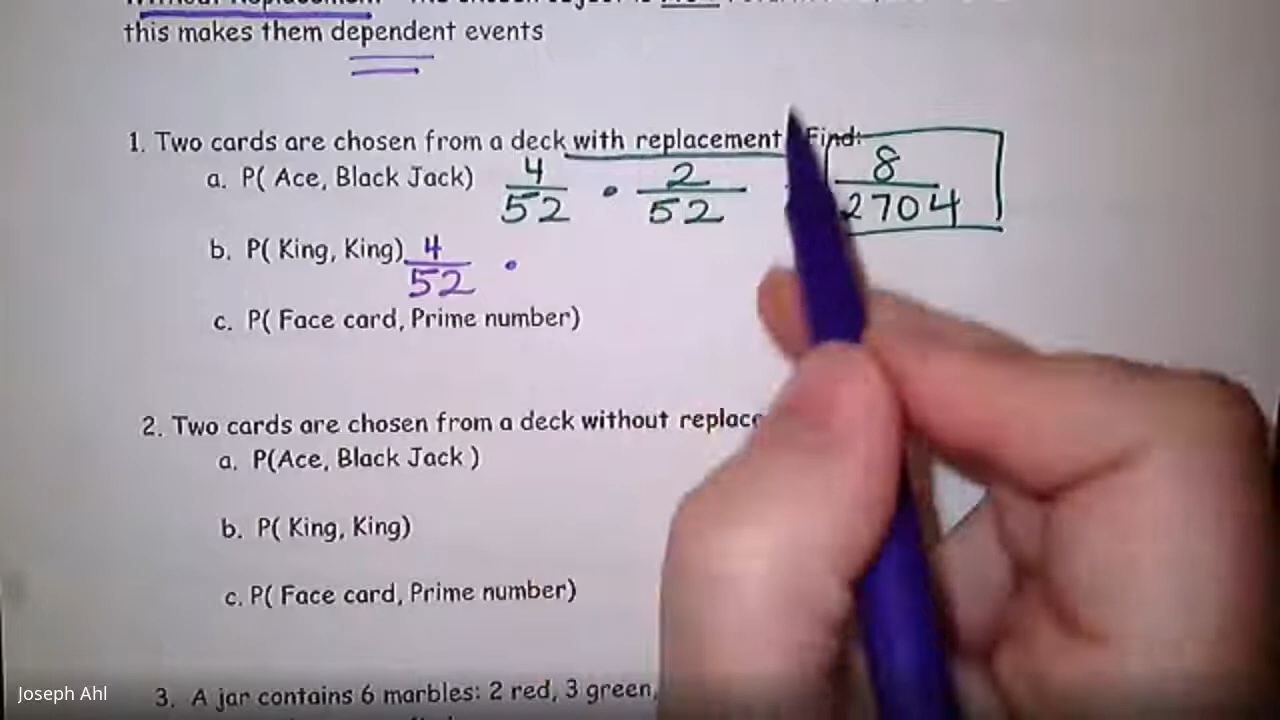 Without Replacement
this makes them dependent events
1. Two cards are chosen from a deck with replacement. Find:
a. P( Ace, Black Jack) 4/52 · 2/52 8/2704
b. P( King, King) 4/52 ·
c. P( Face card, Prime number)
2. Two cards are chosen from a deck without replac
a. P(Ace, Black Jack )
b. P( King, King)
c. P( Face card, Prime number)
3. A jar contains 6 marbles: 2 red, 3 green,
Joseph Ahl